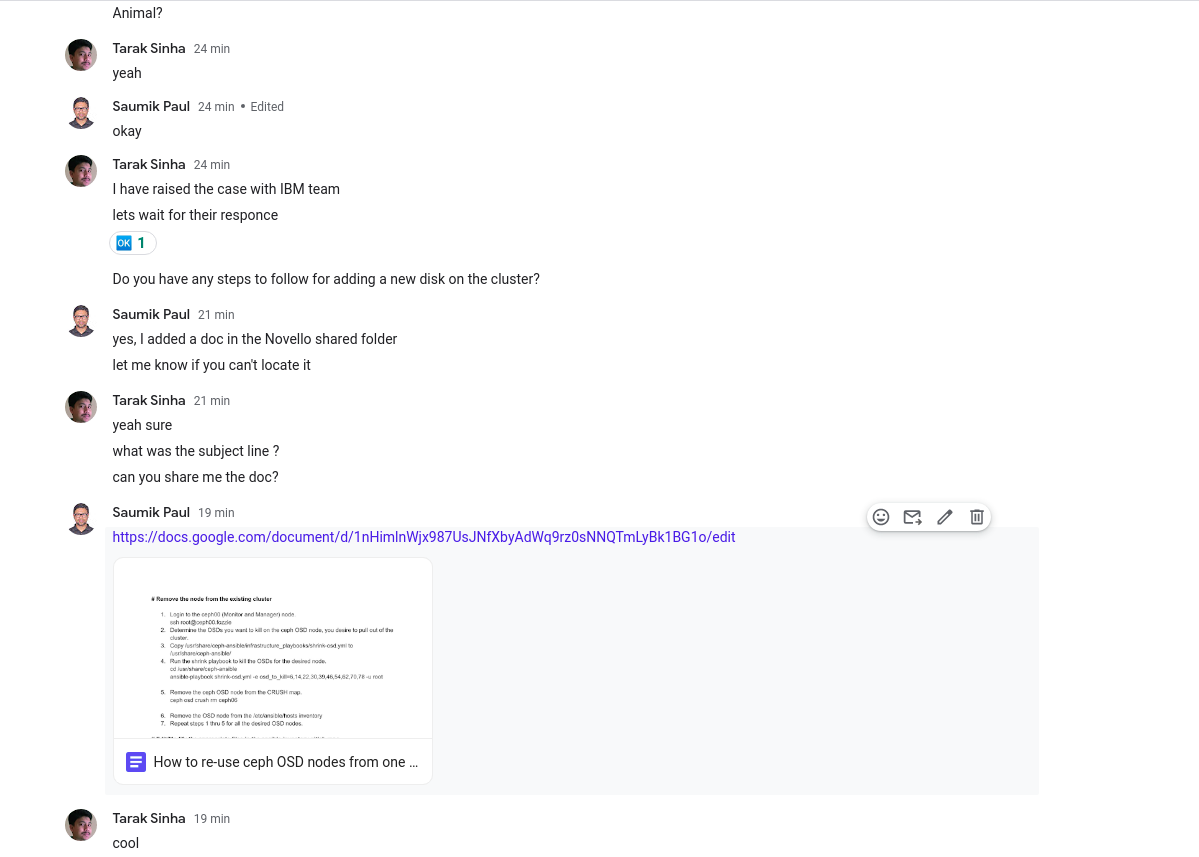 Animal?
Tarak Sinha 24 min
yeah
Saumik Paul 24 min • Edited
okay
Tarak Sinha 24 min
I have raised the case with IBM team
lets wait for their responce
OK 1
Do you have any steps to follow for adding a new disk on the cluster?
Saumik Paul 21 min
yes, I added a doc in the Novello shared folder
let me know if you can't locate it
Tarak Sinha 21 min
yeah sure
what was the subject line ?
can you share me the doc?
Saumik Paul 19 min
https://docs.google.com/document/d/1nHimInWjx987UsJNfXbyAdWq9rz0sNNQTmLyBk1BG1o/edit
# Remove the node from the existing cluster
1. Login to the ceph00 (Monitor and Manager) node.
ssh root@ceph00.fozzie
2. Determine the OSDs you want to kill on the ceph OSD node, you desire to pull out of the
cluster.
3. Copy /usr/share/ceph-ansible/infrastructure_playbooks/shrink-osd.yml to
/usr/share/ceph-ansible/
4. Run the shrink playbook to kill the OSDs for the desired node.
cd /usr/share/ceph-ansible
ansible-playbook shrink-osd.yml -e osd_to_kill=6,14,22,30,39,46,54,62,70,78 -u root
5. Remove the ceph OSD node from the CRUSH map.
ceph osd crush rm ceph06
6. Remove the OSD node from the /etc/ansible/hosts inventory
7. Repeat steps 1 thru 5 for all the desired OSD nodes.
How to re-use ceph OSD nodes from one ...
Tarak Sinha 19 min
cool